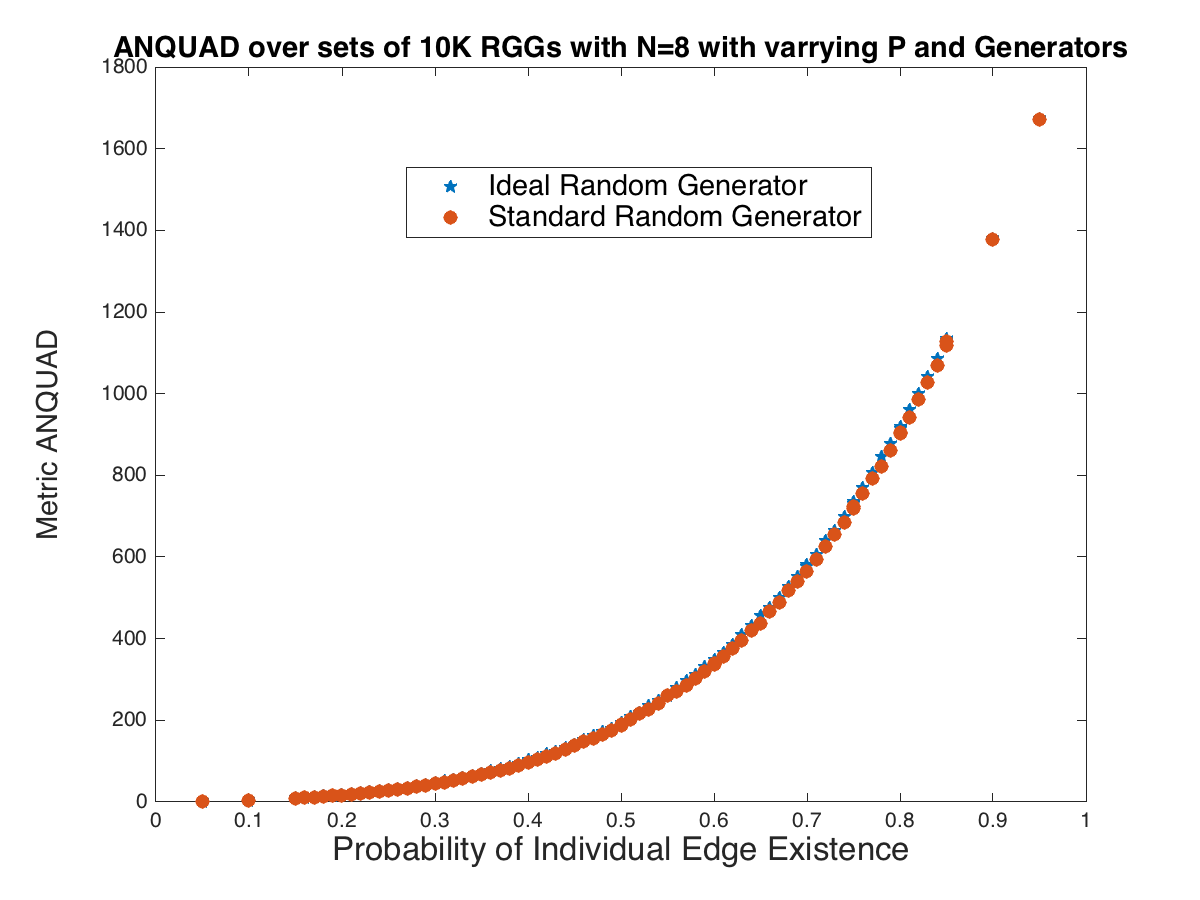 ANQUAD over sets of 10K RGGs with N=8 with varrying P and Generators
1800
1600
1400
1200
1000
800
600
400
200
0
Metric ANQUAD
Ideal Random Generator
Standard Random Generator
0 0.1 0.2 0.3 0.4 0.5 0.6 0.7 0.8 0.9 1
Probability of Individual Edge Existence